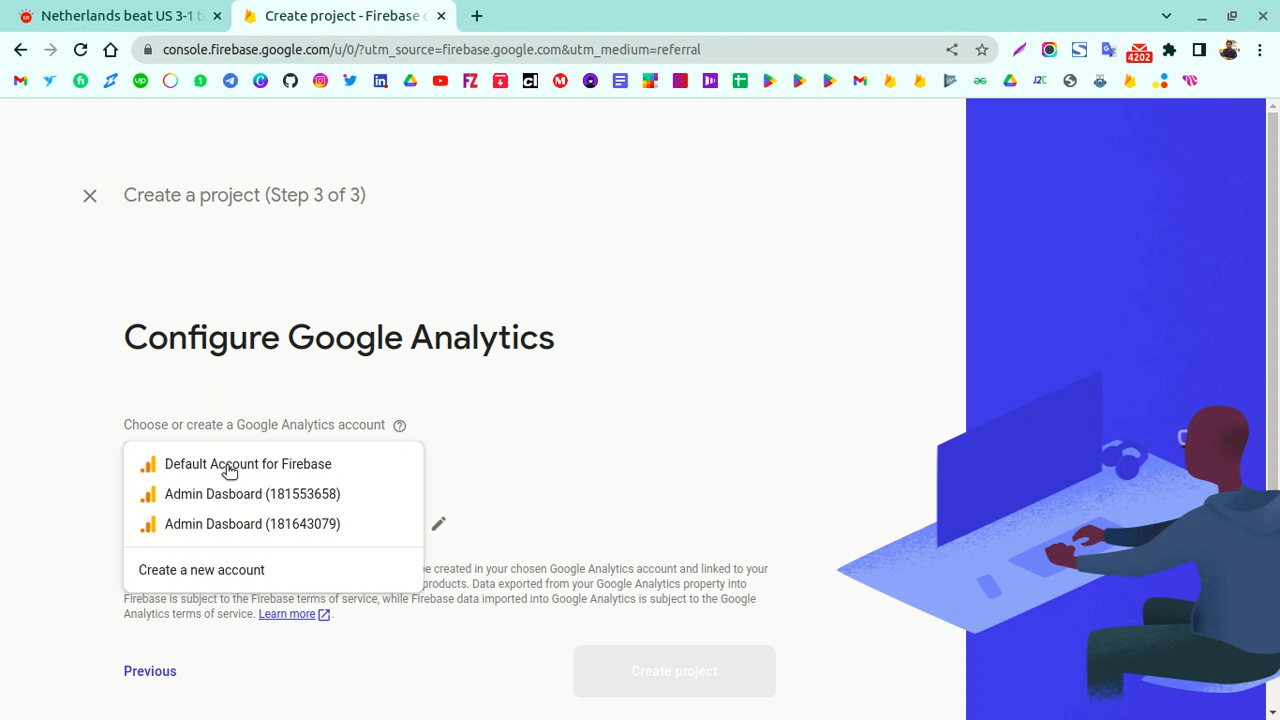 Netherlands beat US 3-1 t
Create project - Firebase c
console.firebase.google.com/u/0/?utm_source=firebase.google.com&utm_medium=referral
4202
Create a project (Step 3 of 3)
Configure Google Analytics
Choose or create a Google Analytics account
Default Account for Firebase
Admin Dasboard (181553658)
Admin Dasboard (181643079)
Create a new account
e created in your chosen Google Analytics account and linked to your
products. Data exported from your Google Analytics property into
Firebase is subject to the Firebase terms of service, while Firebase data imported into Google Analytics is subject to the Google
Analytics terms of service. Learn more .
Previous
Create project